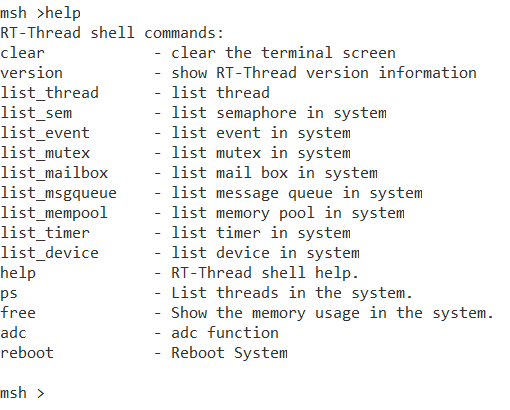 msh >help
RT-Thread shell commands:
clear            - clear the terminal screen
version          - show RT-Thread version information
list_thread      - list thread
list_sem         - list semaphore in system
list_event       - list event in system
list_mutex       - list mutex in system
list_mailbox     - list mail box in system
list_msgqueue    - list message queue in system
list_mempool     - list memory pool in system
list_timer       - list timer in system
list_device      - list device in system
help             - RT-Thread shell help.
ps               - List threads in the system.
free             - Show the memory usage in the system.
adc              - adc function
reboot           - Reboot System

msh >